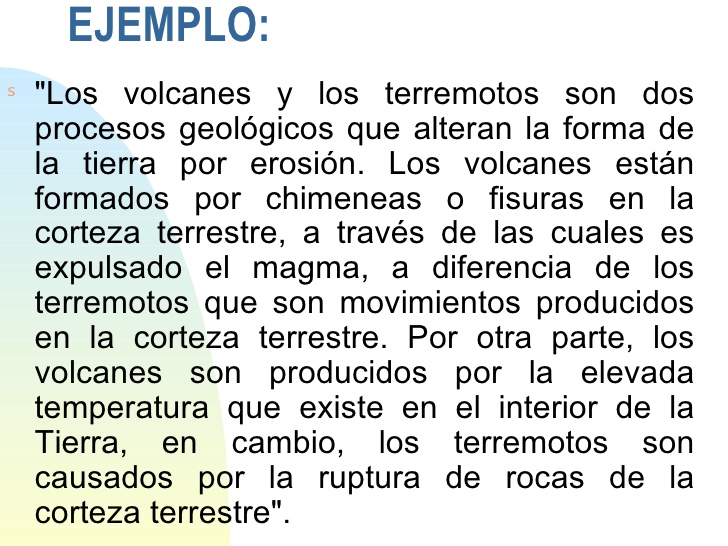 EJEMPLO:
s "Los volcanes y los terremotos son dos
procesos geológicos que alteran la forma de
la tierra por erosión. Los volcanes están
formados por chimeneas o fisuras en la
corteza terrestre, a través de las cuales es
expulsado el magma, a diferencia de los
terremotos que son movimientos producidos
en la corteza terrestre. Por otra parte, los
volcanes son producidos por la elevada
temperatura que existe en el interior de la
Tierra, en cambio, los terremotos son
causados por la ruptura de rocas de la
corteza terrestre".